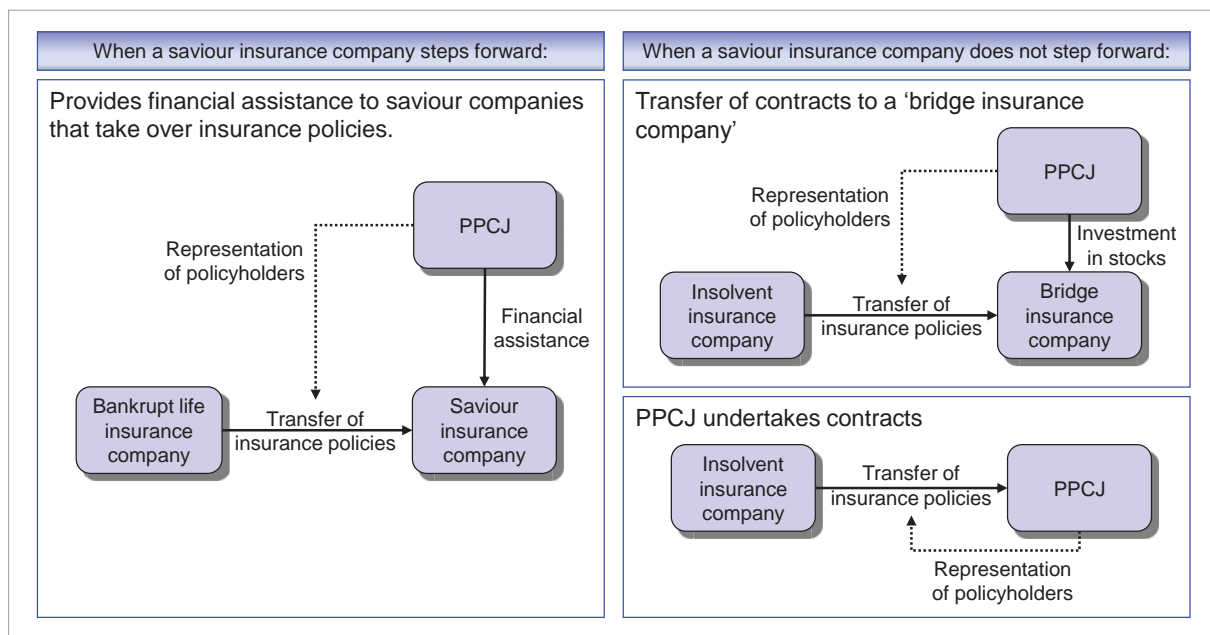 When a saviour insurance company steps forward:
Provides financial assistance to saviour companies
that take over insurance policies.
PPCJ
Representation
of policyholders
Financial
assistance
Bankrupt life
insurance
company
Transfer of
insurance policies
Saviour
insurance
company
When a saviour insurance company does not step forward:
Transfer of contracts to a ‘bridge insurance
company’
PPCJ
Representation
of policyholders
Investment
in stocks
Insolvent
insurance
company
Transfer of
insurance policies
Bridge
insurance
company
PPCJ undertakes contracts
Insolvent
insurance
company
Transfer of
insurance policies
PPCJ
Representation
of policyholders